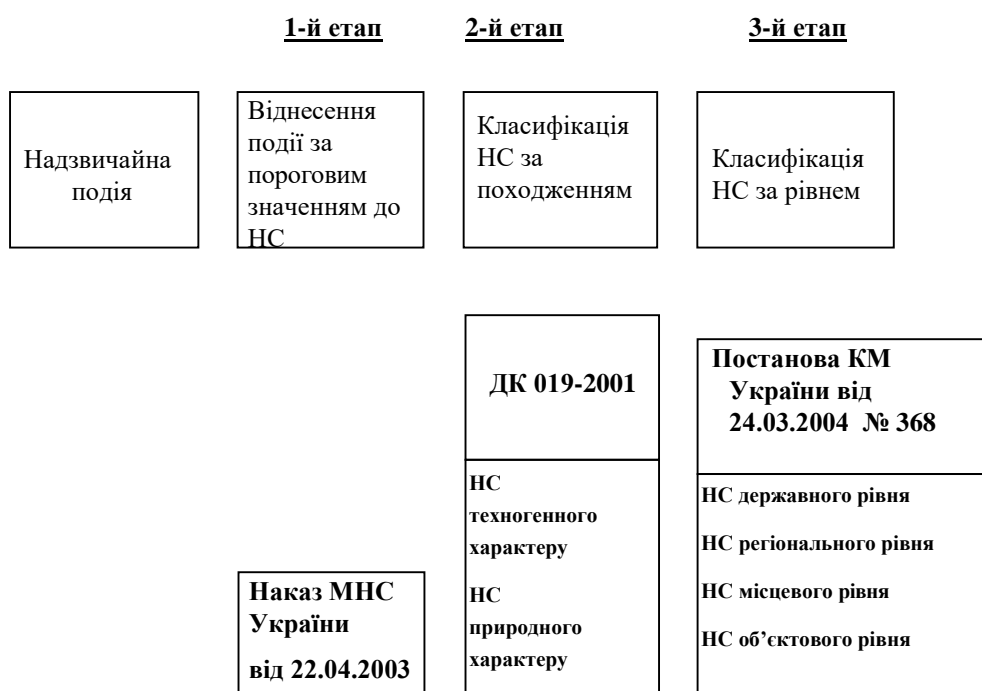 1-й етап 2-й етап 3-й етап
Надзвичайна
подія
Віднесення
події за
пороговим
значенням до
НС
Класифікація
НС за
походженням
Класифікація
НС за рівнем
ДК 019-2001
НС
техногенного
характеру
НС
природного
характеру
Постанова КМ
України від
24.03.2004 № 368
НС державного рівня
НС регіонального рівня
НС місцевого рівня
НС об’єктового рівня
Наказ МНС
України
від 22.04.2003